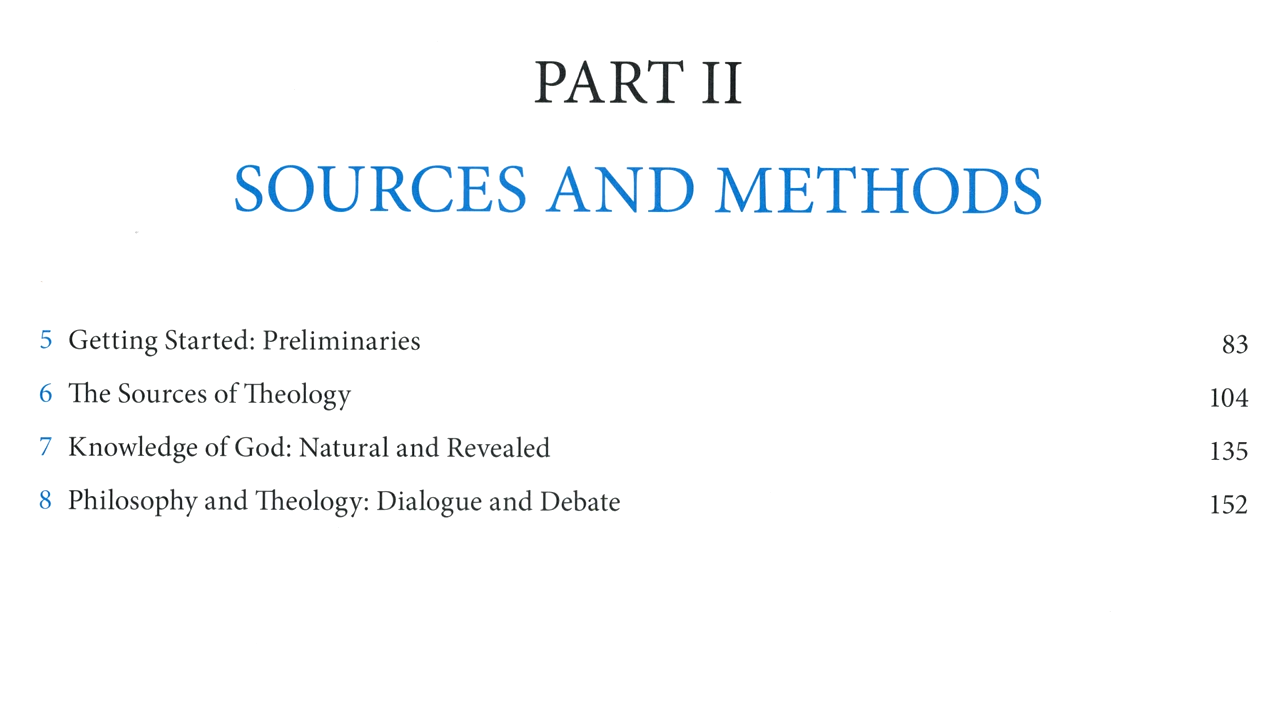 PART II
SOURCES AND METHODS
5 Getting Started: Preliminaries 83
6 The Sources of Theology 104
7 Knowledge of God: Natural and Revealed 135
8 Philosophy and Theology: Dialogue and Debate 152